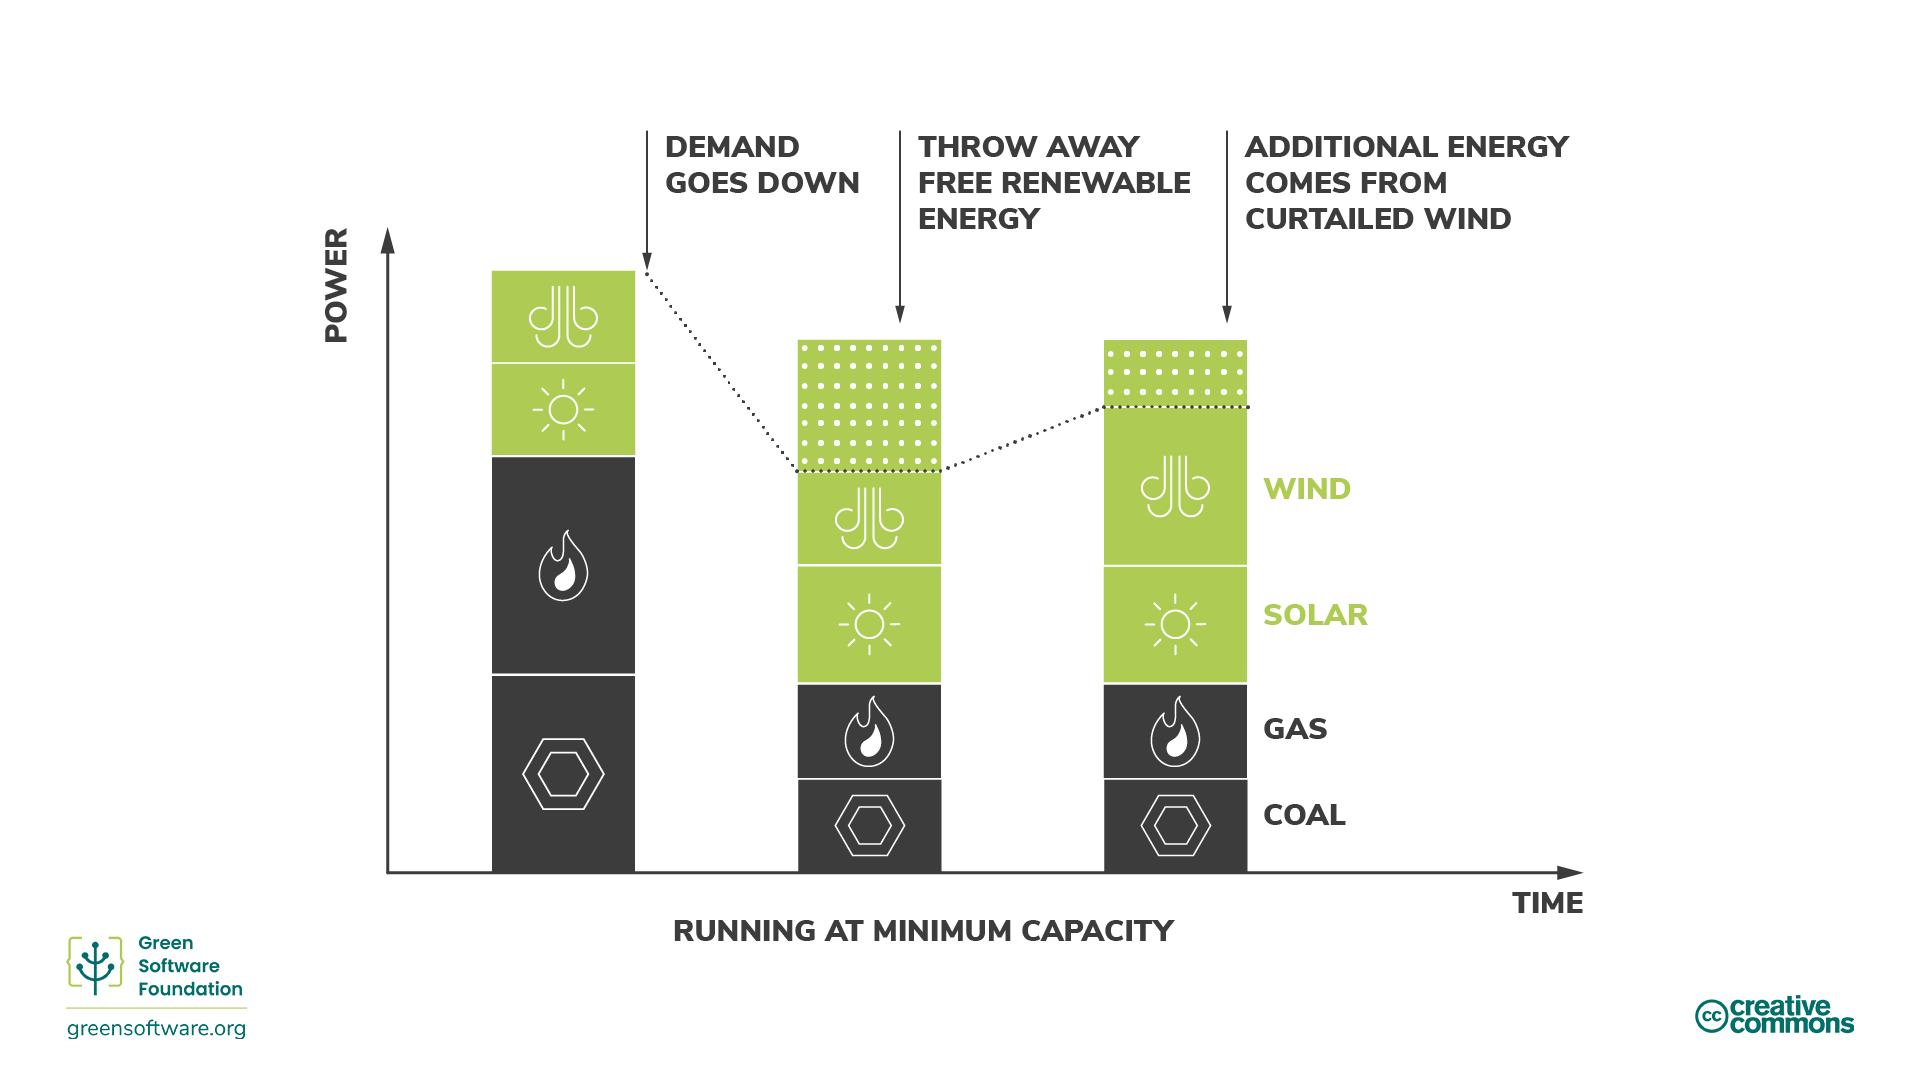 DEMAND
GOES DOWN
THROW AWAY
FREE RENEWABLE
ENERGY
ADDITIONAL ENERGY
COMES FROM
CURTAILED WIND
POWER
WIND
SOLAR
GAS
COAL
TIME
RUNNING AT MINIMUM CAPACITY
Green
Software
Foundation
greensoftware.org
cc creative
commons